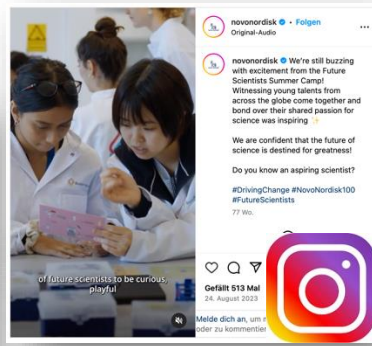 of future scientists to be curious,
playful
novonordisk • Folgen
Original-Audio
novonordisk We're still buzzing
with excitement from the Future
Scientists Summer Camp!
Witnessing young talents from
across the globe come together and
bond over their shared passion for
science was inspiring ✨
We are confident that the future of
science is destined for greatness!
Do you know an aspiring scientist?
#DrivingChange #NovoNordisk100
#FutureScientists
77 Wo.
Gefällt 513 Mal
24. August 2023
Melde dich an, um
oder zu kommentier